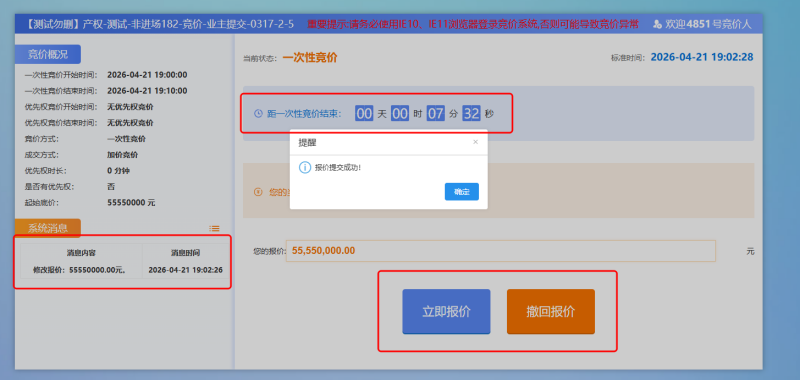 【测试勿删】产权-测试-非进场182-竞价-业主提交-0317-2-5 重要提示:请务必使用IE10、IE11浏览器登录竞价系统,否则可能导致竞价异常 欢迎4851号竞价人
竞价概况
一次性竞价开始时间: 2026-04-21 19:00:00
一次性竞价结束时间: 2026-04-21 19:10:00
优先权竞价开始时间: 无优先权竞价
优先权竞价结束时间: 无优先权竞价
竞价方式: 一次性竞价
成交方式: 加价竞价
优先权时长: 0 分钟
是否有优先权: 否
起始底价: 55550000 元
系统消息
消息内容 消息时间
修改报价：55550000.00元。 2026-04-21 19:02:26
当前状态: 一次性竞价 标准时间: 2026-04-21 19:02:28
距一次性竞价结束: 00 天 00 时 07 分 32 秒
提醒 ×
报价提交成功!
确定
您的
您的报价: 55,550,000.00 元
立即报价 撤回报价